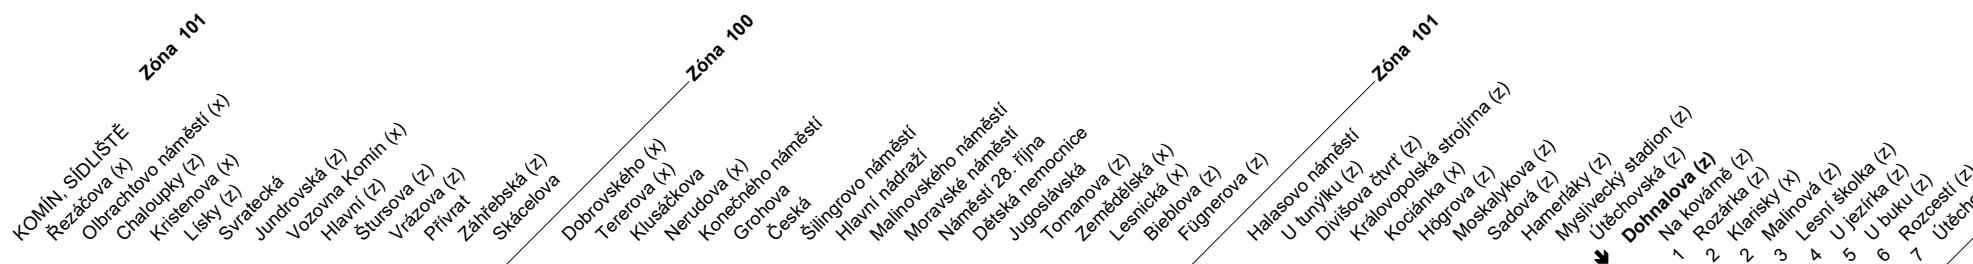 Zóna 101
KOMÍN, SÍDLIŠTĚ
Řezáčova (x)
Olbrachtovo náměstí (x)
Chaloupky (z)
Kristenova (x)
Lísky (z)
Svratecká
Jundrovská (z)
Vozovna Komín (x)
Hlavní (z)
Štursova (z)
Vrázova (z)
Přívrat
Záhřebská (z)
Skácelova
Zóna 100
Dobrovského (x)
Tererova (x)
Klusáčkova
Nerudova (x)
Konečného náměstí
Grohova
Česká
Šilingrovo náměstí
Hlavní nádraží
Malinovského náměstí
Moravské náměstí
Náměstí 28. října
Dětská nemocnice
Jugoslávská
Tomanova (z)
Zemědělská (x)
Lesnická (x)
Bieblova (z)
Fügnerova (z)
Zóna 101
Halasovo náměstí
U tunýlku (z)
Divišova čtvrť (z)
Královopolská strojírna (z)
Kociánka (x)
Högrova (z)
Moskalykova (z)
Sadová (z)
Hamerláky (z)
Myslivecký stadion (z)
Útěchovská (z)
Dohnalova (z)
1 Na kovárně (z)
2 Rozárka (z)
2 Klarisky (x)
3 Malinová (z)
4 Lesní školka (z)
5 U jezírka (z)
6 U buku (z)
7 Rozcestí (z)